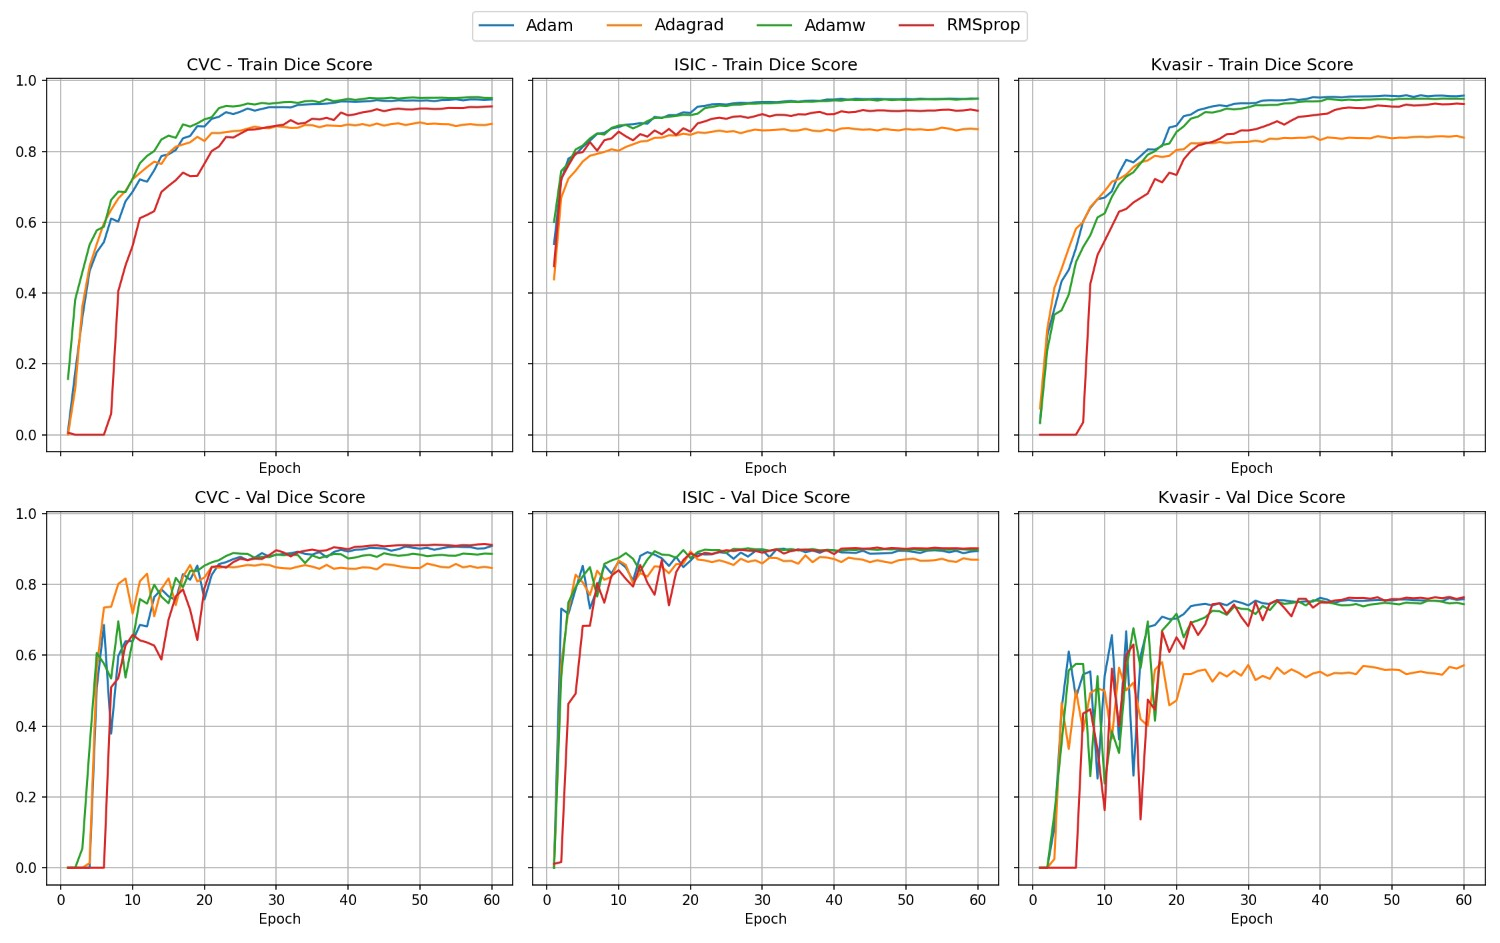 Adam Adagrad Adamw RMSprop
CVC - Train Dice Score
1.0
0.8
0.6
0.4
0.2
0.0
Epoch
ISIC - Train Dice Score
Epoch
Kvasir - Train Dice Score
Epoch
CVC - Val Dice Score
1.0
0.8
0.6
0.4
0.2
0.0
0 10 20 30 40 50 60
Epoch
ISIC - Val Dice Score
0 10 20 30 40 50 60
Epoch
Kvasir - Val Dice Score
0 10 20 30 40 50 60
Epoch